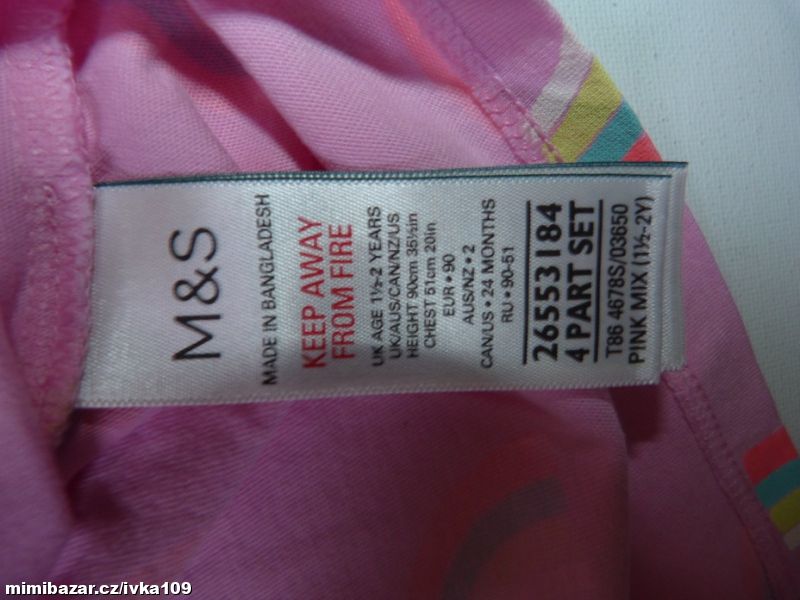 M&S
MADE IN BANGLADESH
KEEP AWAY
FROM FIRE
UK AGE 1½-2 YEARS
UK/AUS/CAN/NZ/US
HEIGHT 90cm 35½in
CHEST 51cm 20in
EUR • 90
AUS/NZ • 2
CAN/US • 24 MONTHS
RU • 90-51
26553184
4 PART SET
T86 4678S/03650
PINK MIX (1½-2Y)
mimibazar.cz/ivka109